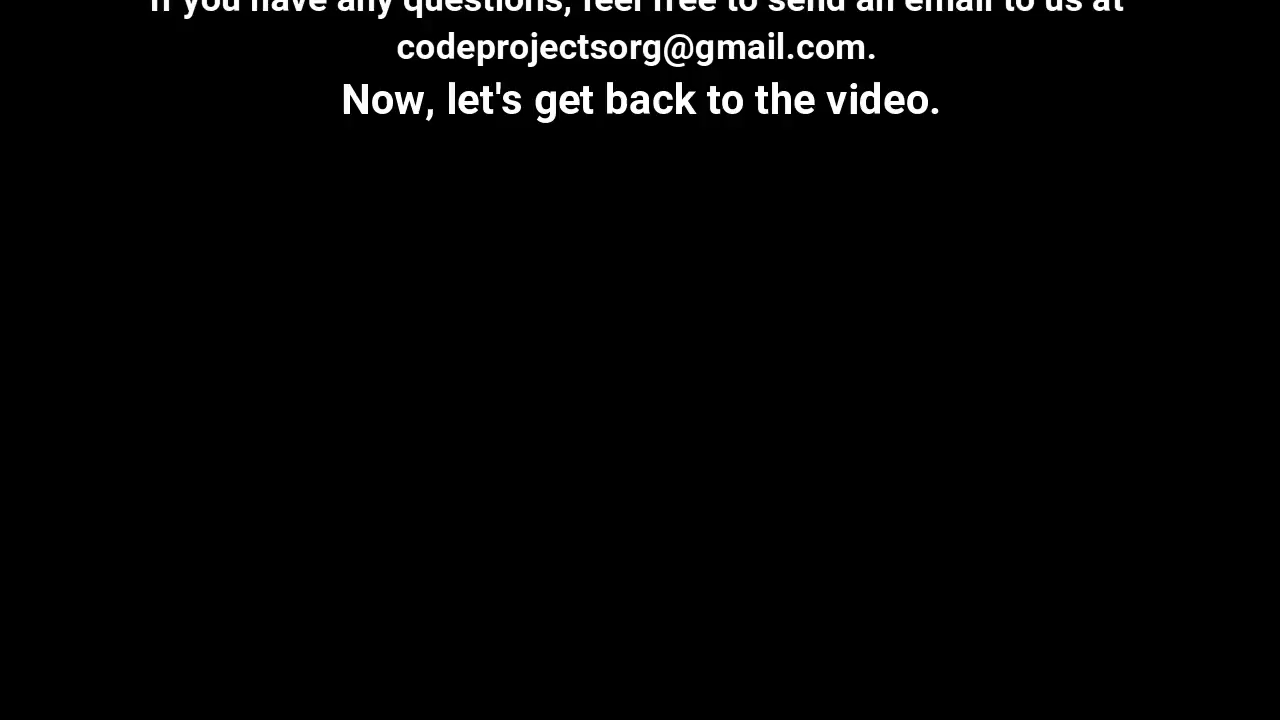 If you have any questions, feel free to send an email to us at
codeprojectsorg@gmail.com.
Now, let's get back to the video.